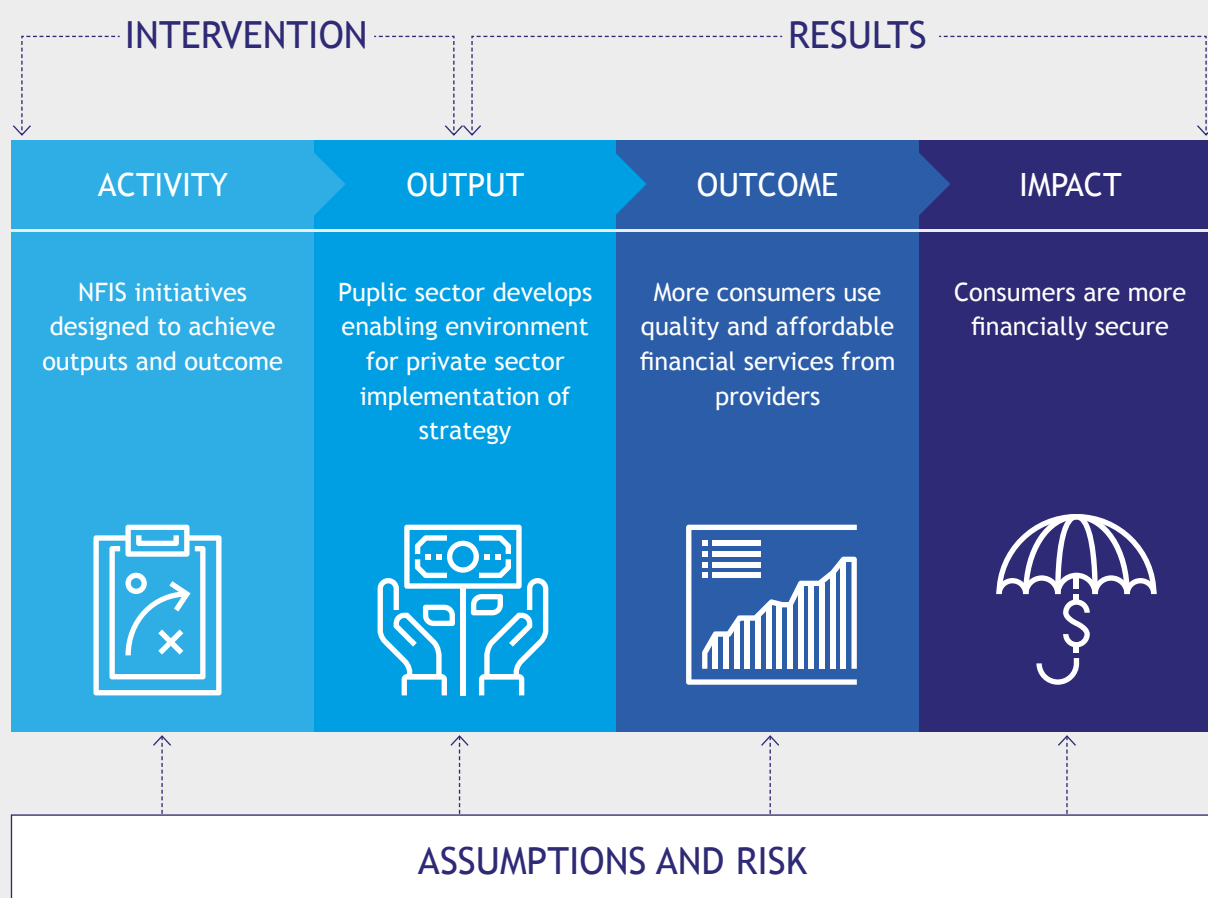 INTERVENTION
RESULTS
ACTIVITY
OUTPUT
OUTCOME
IMPACT
NFIS initiatives
designed to achieve
outputs and outcome
Puplic sector develops
enabling environment
for private sector
implementation of
strategy
More consumers use
quality and affordable
financial services from
providers
Consumers are more
financially secure
$
ASSUMPTIONS AND RISK